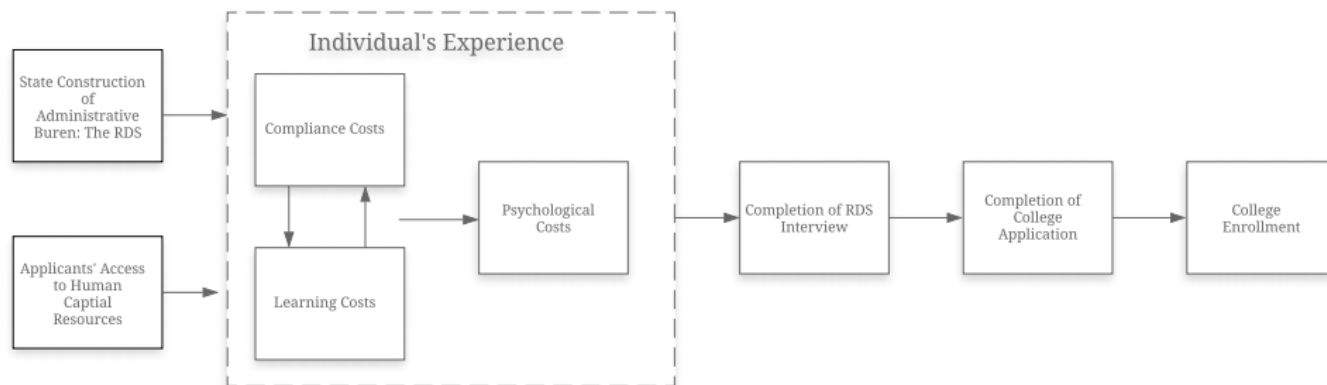 Individual's Experience
State Construction
of
Administrative
Buren: The RDS
Compliance Costs
Psychological
Costs
Applicants' Access
to Human
Captial
Resources
Learning Costs
Completion of RDS
Interview
Completion of
College
Application
College
Enrollment